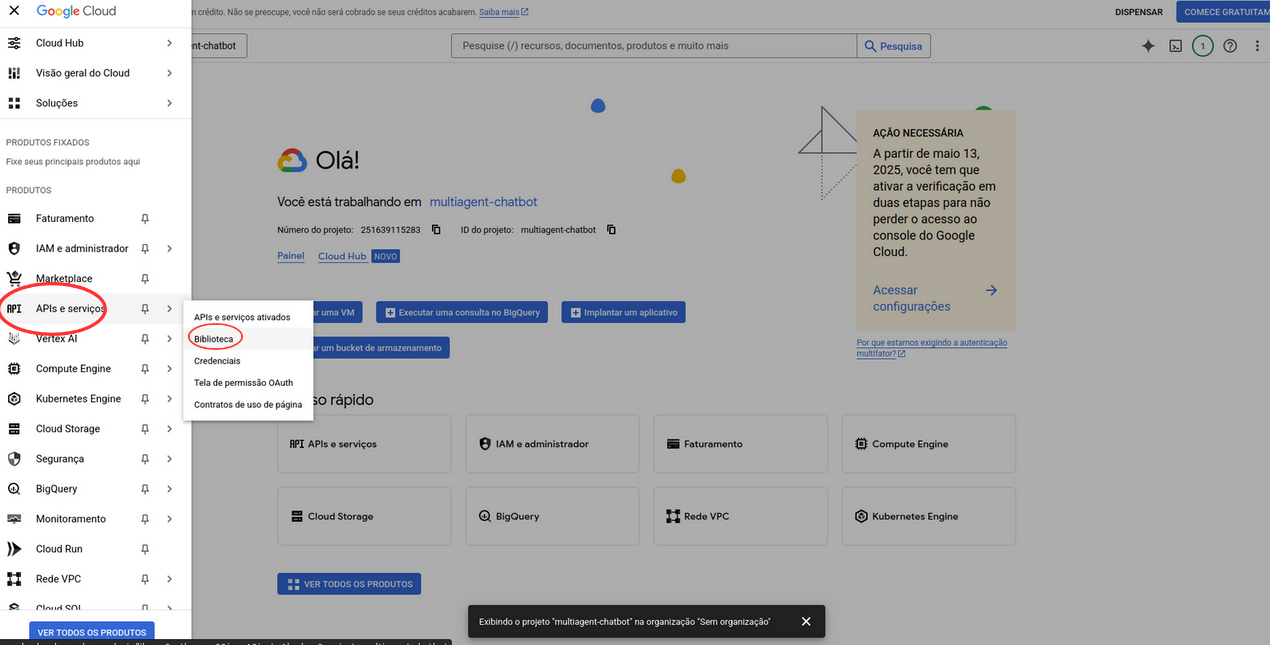 Google Cloud
crédito. Não se preocupe, você não será cobrado se seus créditos acabarem. Saiba mais
DISPENSAR
COMECE GRATUITAM
Cloud Hub
nt-chatbot
Pesquise (/) recursos, documentos, produtos e muito mais
Pesquisa
1
Visão geral do Cloud
Soluções
PRODUTOS FIXADOS
Fixe seus principais produtos aqui
PRODUTOS
Faturamento
IAM e administrador
Marketplace
API APIs e serviços
Vertex AI
Compute Engine
Kubernetes Engine
Cloud Storage
Segurança
BigQuery
Monitoramento
Cloud Run
Rede VPC
Cloud SQL
VER TODOS OS PRODUTOS
APIs e serviços ativados
Biblioteca
Credenciais
Tela de permissão OAuth
Contratos de uso de página
Olá!
Você está trabalhando em multiagent-chatbot
Número do projeto: 251639115283
ID do projeto: multiagent-chatbot
Painel
Cloud Hub NOVO
ar uma VM
Executar uma consulta no BigQuery
Implantar um aplicativo
ar um bucket de armazenamento
AÇÃO NECESSÁRIA
A partir de maio 13,
2025, você tem que
ativar a verificação em
duas etapas para não
perder o acesso ao
console do Google
Cloud.
Acessar
configurações
Por que estamos exigindo a autenticação
multifator?
so rápido
API APIs e serviços
IAM e administrador
Faturamento
Compute Engine
Cloud Storage
BigQuery
Rede VPC
Kubernetes Engine
VER TODOS OS PRODUTOS
Exibindo o projeto "multiagent-chatbot" na organização "Sem organização"